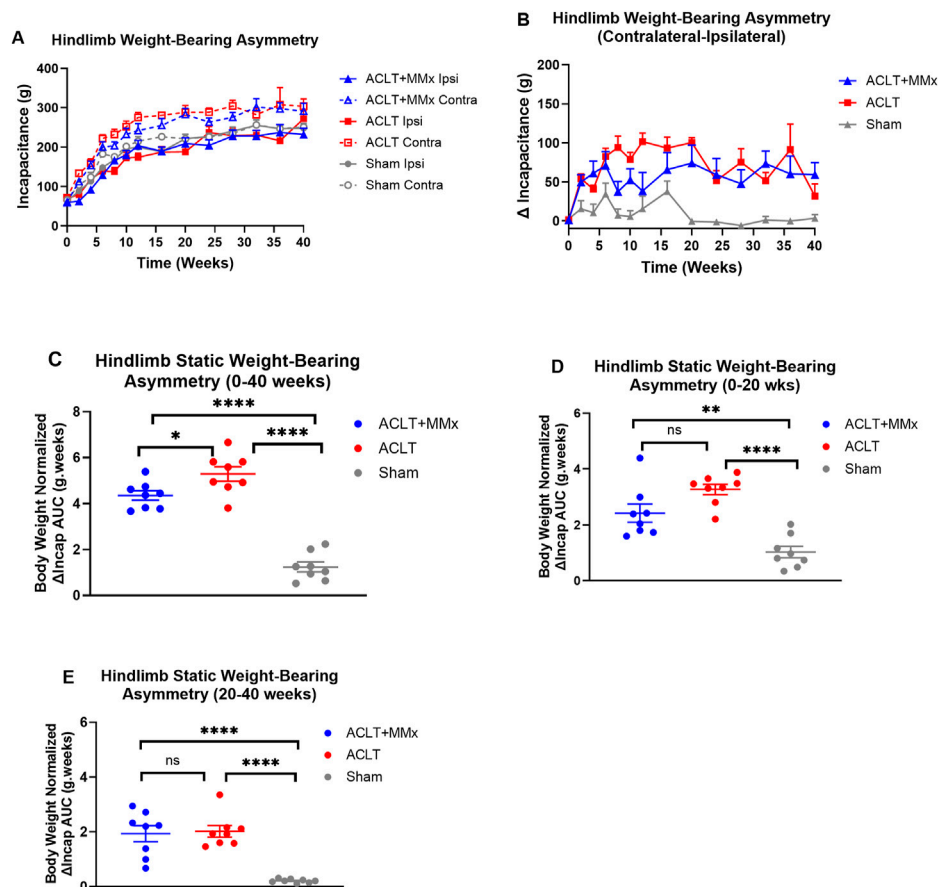 A
Hindlimb Weight-Bearing Asymmetry
Incapacitance (g)
400
300
200
100
0
0 5 10 15 20 25 30 35 40
Time (Weeks)
ACLT+MMx Ipsi
ACLT+MMx Contra
ACLT Ipsi
ACLT Contra
Sham Ipsi
Sham Contra
B
Hindlimb Weight-Bearing Asymmetry
(Contralateral-Ipsilateral)
Δ Incapacitance (g)
200
150
100
50
0
0 5 10 15 20 25 30 35 40
Time (Weeks)
ACLT+MMx
ACLT
Sham
C
Hindlimb Static Weight-Bearing
Asymmetry (0-40 weeks)
Body Weight Normalized
ΔIncap AUC (g.weeks)
8
6
4
2
0
****
*
****
ACLT+MMx
ACLT
Sham
D
Hindlimb Static Weight-Bearing
Asymmetry (0-20 wks)
Body Weight Normalized
ΔIncap AUC (g.weeks)
6
4
2
0
**
ns
****
ACLT+MMx
ACLT
Sham
E
Hindlimb Static Weight-Bearing
Asymmetry (20-40 weeks)
Body Weight Normalized
ΔIncap AUC (g.weeks)
6
4
2
0
****
ns
****
ACLT+MMx
ACLT
Sham